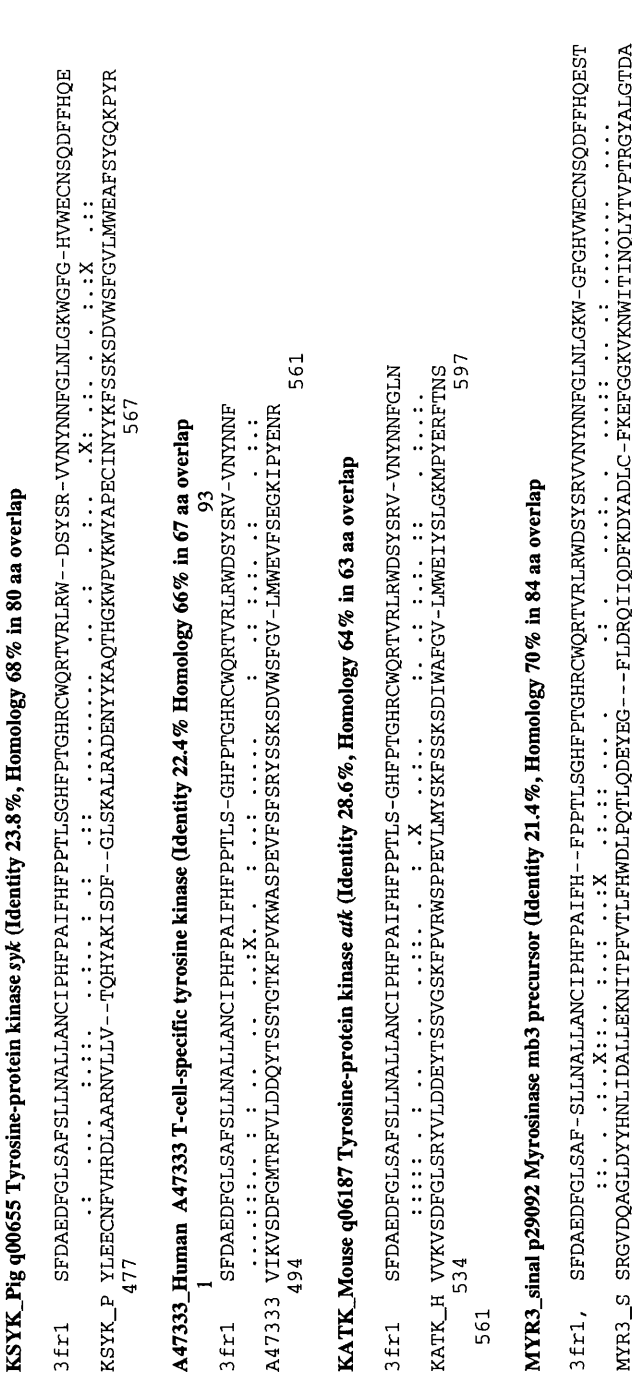 KSYK_Pig q00655 Tyrosine-protein kinase syk (Identity 23.8%, Homology 68% in 80 aa overlap
3fr1 SFDAEDFGLSAFSLLNALLANCIPHFPAIFHFPPTLSGHFPTGHRCWQRTVRLRW--DSYSR-VVNYNNFGLNLGKWGFG-HVWECNSQDFFHQE
.: .... :.::. ..:.. : .: .:: ........ .. .: . :.. .X: .:: . . :..:X .::
KSYK_P YLEECNFVHRDLAARNVLLV--TQHYAKISDF--GLSKALRADENYYKAQTHGKWPVKWYAPECINYYKFSSKSDVWSFGVLMWEAFSYGQKPYR
477 567
A47333_Human A47333 T-cell-specific tyrosine kinase (Identity 22.4% Homology 66% in 67 aa overlap
1 93
3fr1 SFDAEDFGLSAFSLLNALLANCIPHFPAIFHFPPTLS-GHFPTGHRCWQRTVRLRWDSYSRV-VNYNNF
....:::.. : : .. .. ..:X. . : ..: :..... .: :. .:.:: .: . :..:
A47333 VIKVSDFGMTRFVLDDQYTSSTGTKFPVKWASPEVFSFSRYSSKSDVWSFGV-LMWEVFSEGKIPYENR
494 561
KATK_Mouse q06187 Tyrosine-protein kinase atk (Identity 28.6%, Homology 64% in 63 aa overlap
3fr1 SFDAEDFGLSAFSLLNALLANCIPHFPAIFHFPPTLS-GHFPTGHRCWQRTVRLRWDSYSRV-VNYNNFGLN
:::::. : . : .. ..::.. . : .X ..:. : :.. .: .:.:: :: . :..:.
KATK_H VVKVSDFGLSRYVLDDEYTSSVGSKFPVRWSPPEVLMYSKFSSKSDIWAFGV-LMWEIYSLGKMPYERFTNS
534 597
561
MYR3_sinal p29092 Myrosinase mb3 precursor (Identity 21.4%, Homology 70% in 84 aa overlap
3fr1, SFDAEDFGLSAF-SLLNALLANCIPHFPAIFH--FPPTLSGHFPTGHRCWQRTVRLRWDSYSRVVNYNNFGLNLGKW-GFGHVWECNSQDFFHQEST
::. . .:..X::.. ::. :.. ..:X .:.:: ... . .: . ...:. . ...:: .. . .: ........ ....
MYR3_S SRGVDQAGLDYYHNLIDALLEKNITPFVTLFHWDLPQTLQDEYEG---FLDRQIIQDFKDYADLC-FKEFGGKVKNWITINQLYTVPTRGYALGTDA